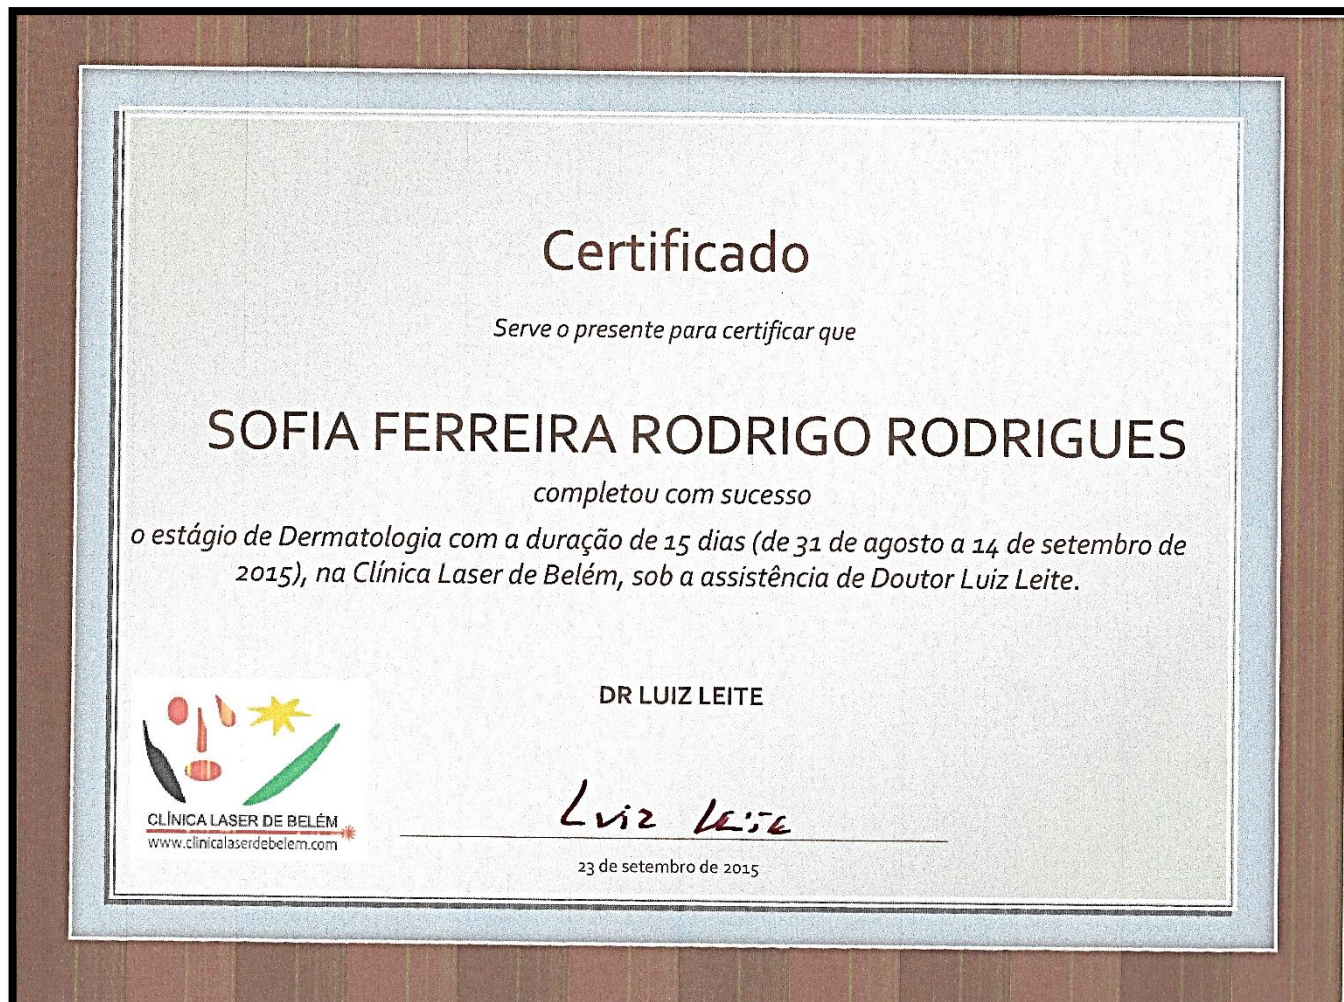 Certificado
Serve o presente para certificar que
SOFIA FERREIRA RODRIGO RODRIGUES
completou com sucesso
o estágio de Dermatologia com a duração de 15 dias (de 31 de agosto a 14 de setembro de
2015), na Clínica Laser de Belém, sob a assistência de Doutor Luiz Leite.
DR LUIZ LEITE
Luiz Leite
CLÍNICA LASER DE BELÉM
www.clinicalaserdebelem.com
23 de setembro de 2015